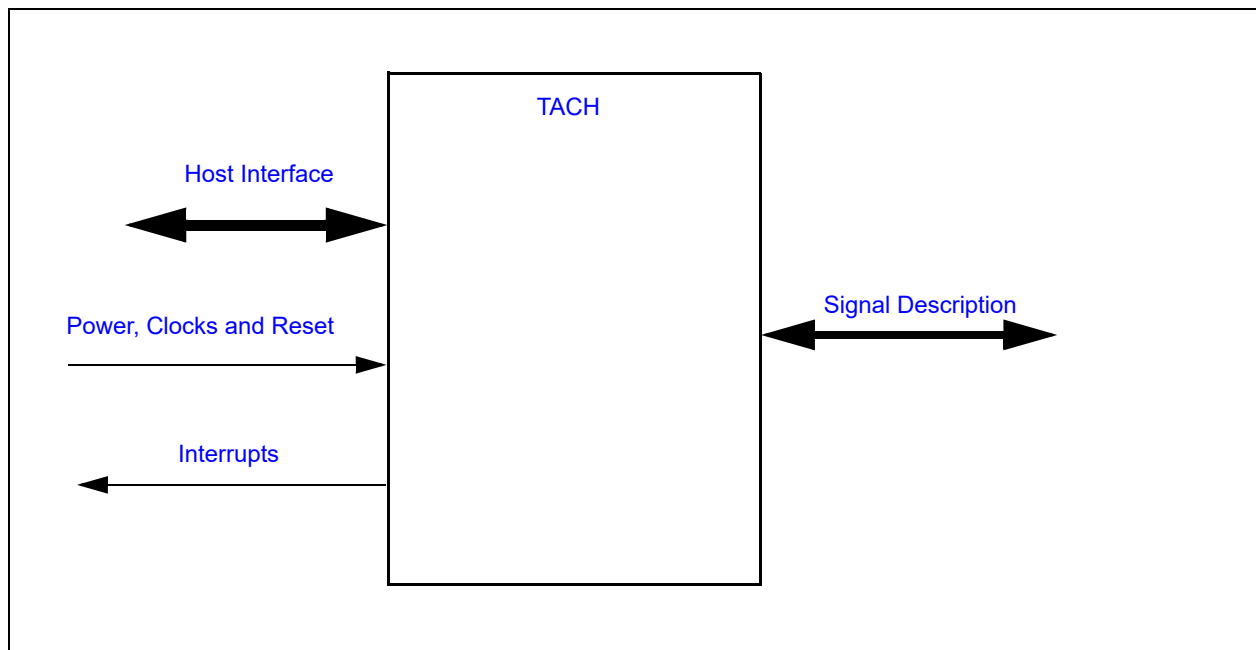 TACH
Host Interface
Signal Description
Power, Clocks and Reset
Interrupts